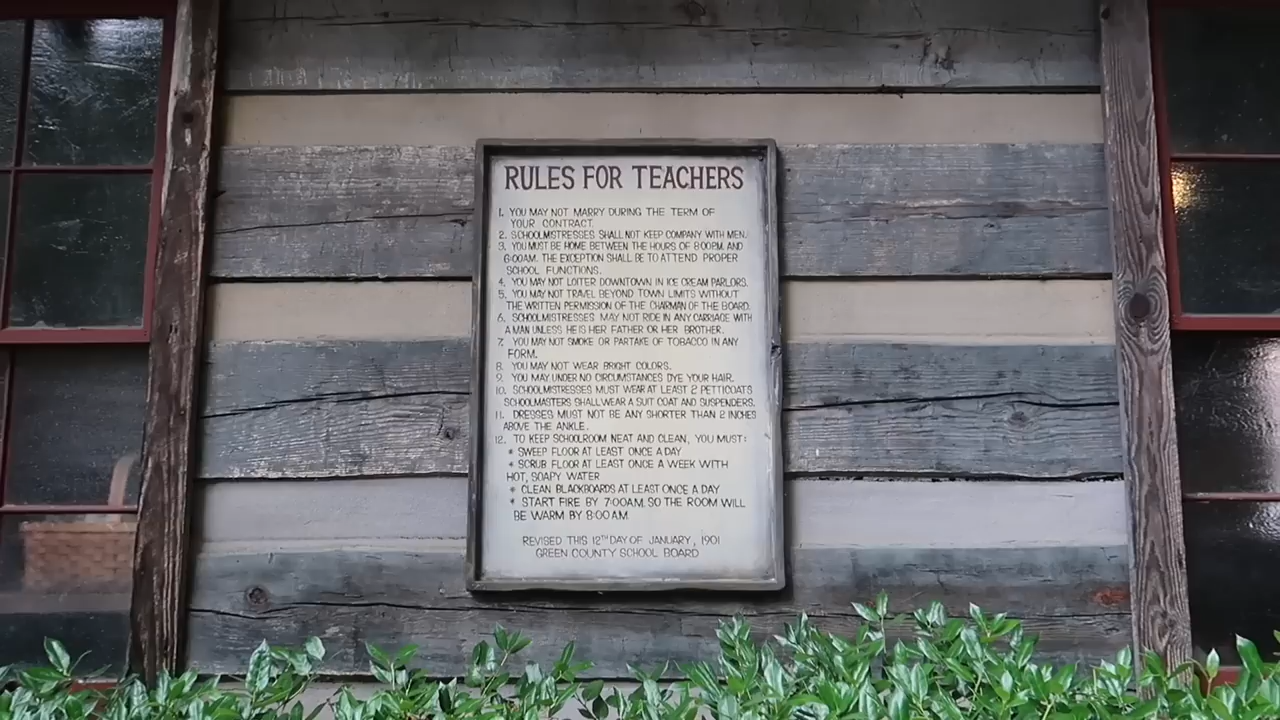 RULES FOR TEACHERS
1. YOU MAY NOT MARRY DURING THE TERM OF
YOUR CONTRACT.
2. SCHOOLMISTRESSES SHALL NOT KEEP COMPANY WITH MEN.
3. YOU MUST BE HOME BETWEEN THE HOURS OF 8:00P.M. AND
6:00A.M. THE EXCEPTION SHALL BE TO ATTEND PROPER
SCHOOL FUNCTIONS.
4. YOU MAY NOT LOITER DOWNTOWN IN ICE CREAM PARLORS.
5. YOU MAY NOT TRAVEL BEYOND TOWN LIMITS WITHOUT
THE WRITTEN PERMISSION OF THE CHAIRMAN OF THE BOARD.
6. SCHOOLMISTRESSES MAY NOT RIDE IN ANY CARRIAGE WITH
A MAN UNLESS HE IS HER FATHER OR HER BROTHER.
7. YOU MAY NOT SMOKE OR PARTAKE OF TOBACCO IN ANY
FORM.
8. YOU MAY NOT WEAR BRIGHT COLORS.
9. YOU MAY UNDER NO CIRCUMSTANCES DYE YOUR HAIR.
10. SCHOOLMISTRESSES MUST WEAR AT LEAST 2 PETTICOATS
SCHOOLMASTERS SHALL WEAR A SUIT COAT AND SUSPENDERS.
11. DRESSES MUST NOT BE ANY SHORTER THAN 2 INCHES
ABOVE THE ANKLE.
12. TO KEEP SCHOOLROOM NEAT AND CLEAN, YOU MUST:
* SWEEP FLOOR AT LEAST ONCE A DAY
* SCRUB FLOOR AT LEAST ONCE A WEEK WITH
HOT, SOAPY WATER
* CLEAN BLACKBOARDS AT LEAST ONCE A DAY
* START FIRE BY 7:00A.M. SO THE ROOM WILL
BE WARM BY 8:00 A.M.
REVISED THIS 12TH DAY OF JANUARY, 1901
GREEN COUNTY SCHOOL BOARD